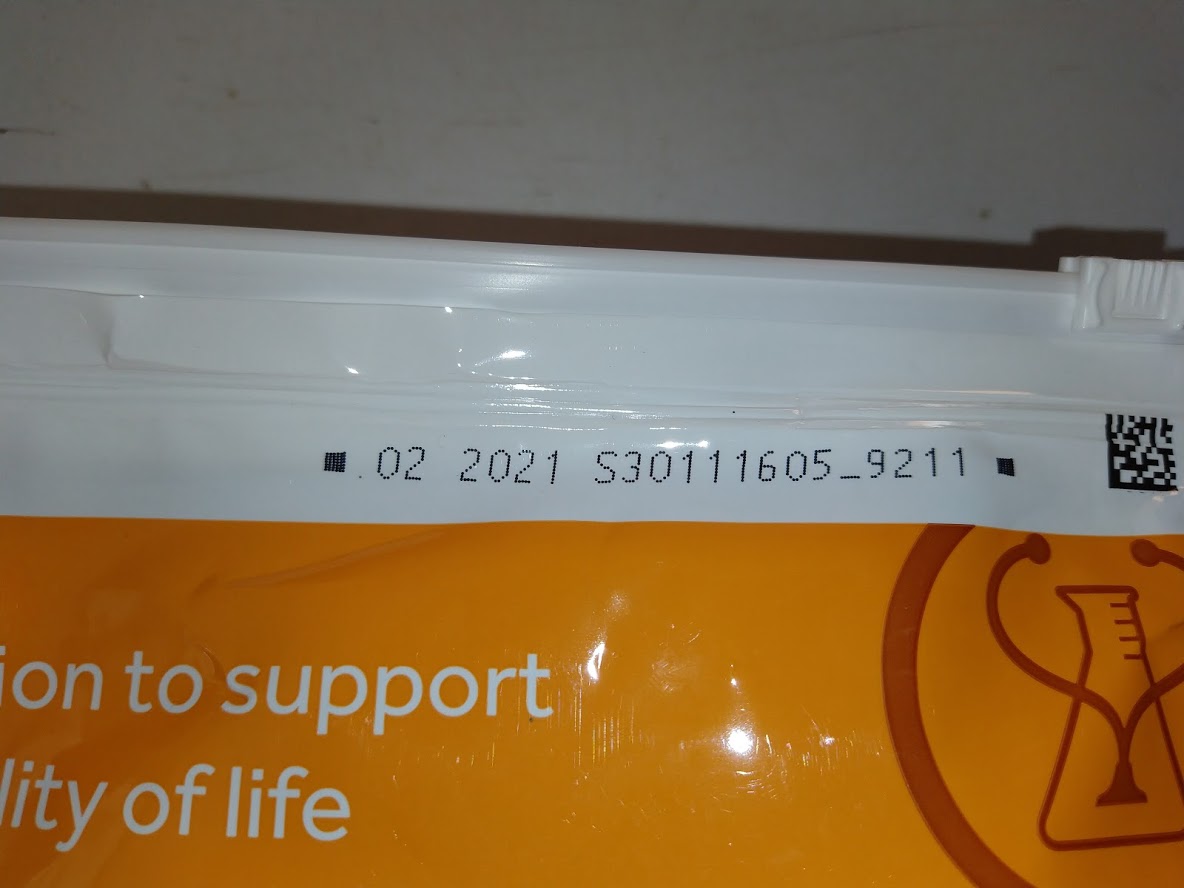 02 2021 S30111605_9211
ion to support
lity of life